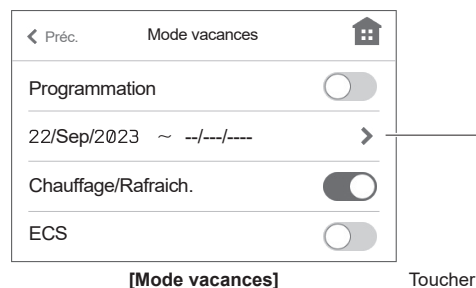 Préc. Mode vacances
Programmation
22/Sep/2023 ~ --/---/----
Chauffage/Rafraich.
ECS
[Mode vacances] Toucher